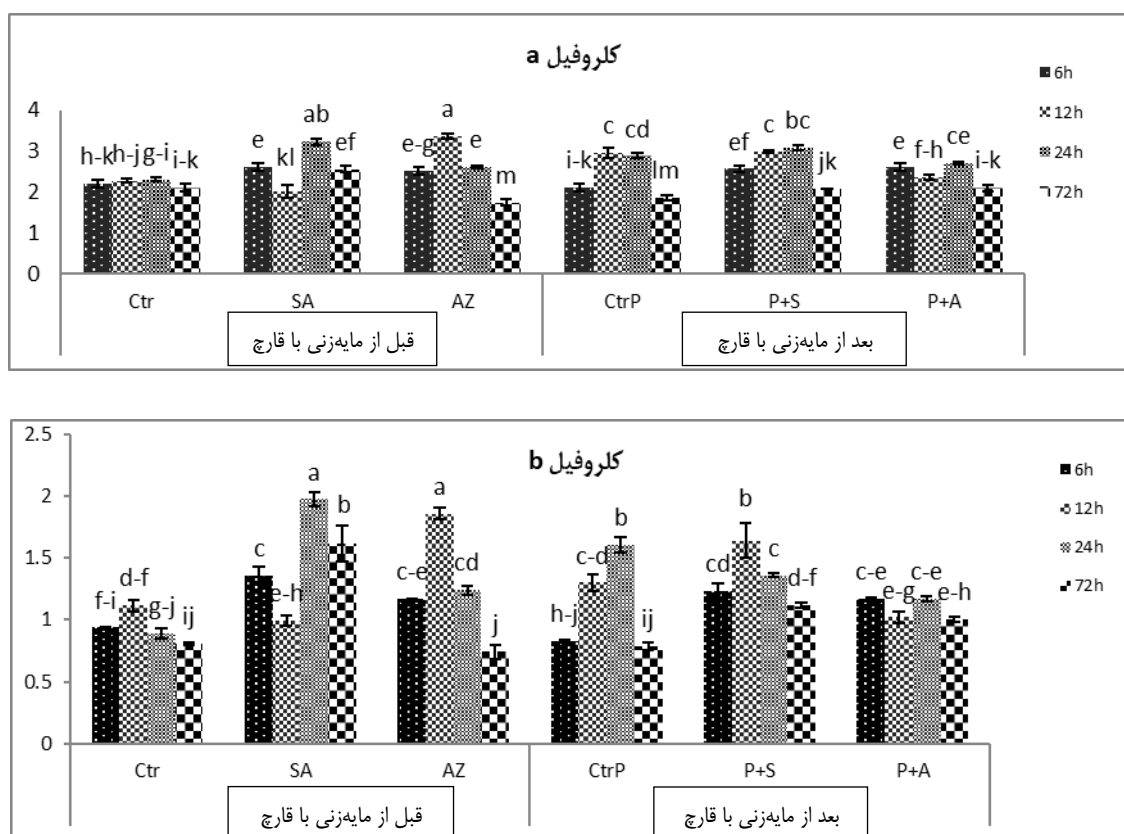 کلروفیل a
6h
12h
24h
72h
4
3
2
1
0
h-k h-j g-i i-k
e kl ab ef
e-g a e m
i-k c cd lm
ef c bc jk
e f-h ce i-k
Ctr SA AZ CtrP P+S P+A
قبل از مایه‌زنی با قارچ
بعد از مایه‌زنی با قارچ
کلروفیل b
6h
12h
24h
72h
2.5
2
1.5
1
0.5
0
f-i d-f g-j ij
c e-h a b
c-e a cd j
h-j c-d b ij
cd b c d-f
c-e e-g c-e e-h
Ctr SA AZ CtrP P+S P+A
قبل از مایه‌زنی با قارچ
بعد از مایه‌زنی با قارچ